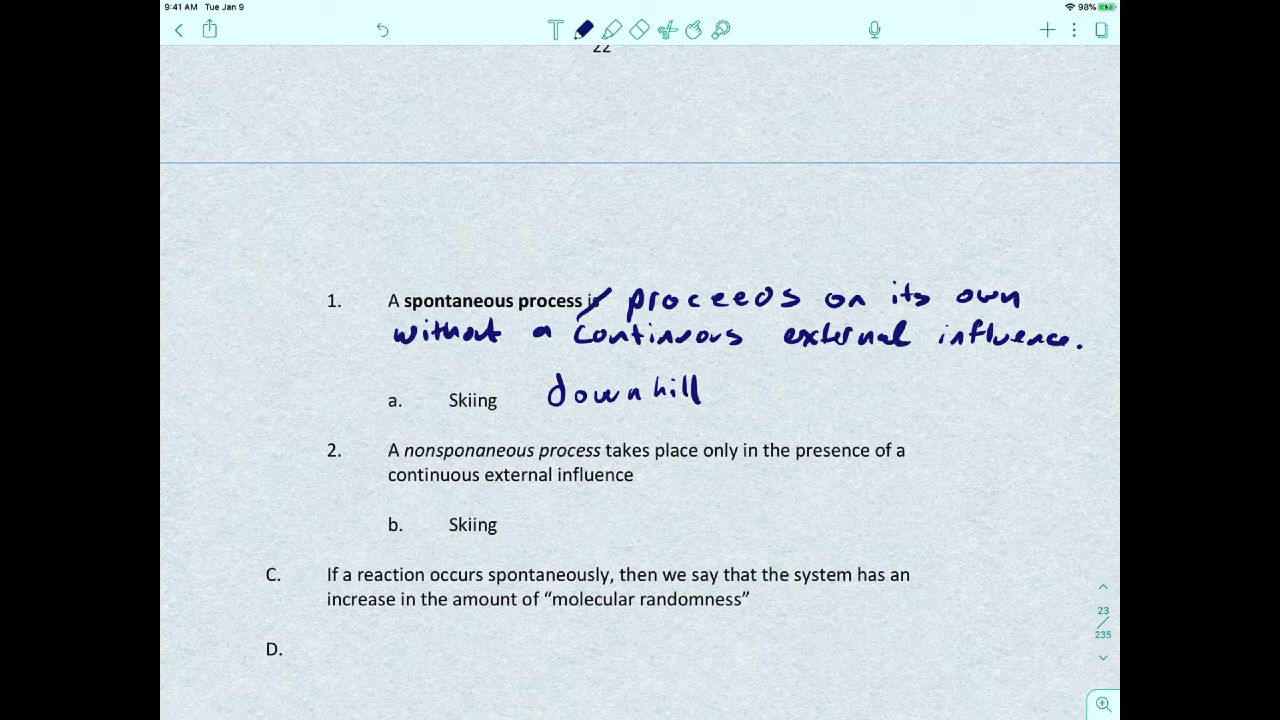 9:41 AM Tue Jan 9
98%
22
1. A spontaneous process is proceeds on its own
without a continuous external influence.
a. Skiing downhill
2. A nonsponaneous process takes place only in the presence of a
continuous external influence
b. Skiing
C. If a reaction occurs spontaneously, then we say that the system has an
increase in the amount of “molecular randomness”
23
/
235
D.